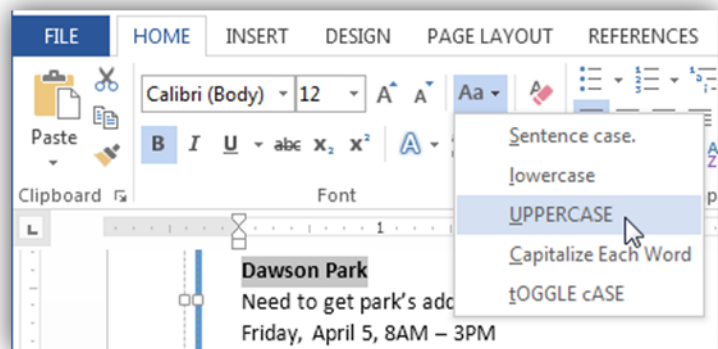 FILE HOME INSERT DESIGN PAGE LAYOUT REFERENCES
Calibri (Body) 12 A A Aa
Paste
B I U abc X₂ X² A
Clipboard Font
Sentence case.
lowercase
UPPERCASE
Capitalize Each Word
tOGGLE cASE
L 1
Dawson Park
Need to get park's
Friday, April 5, 8AM – 3PM